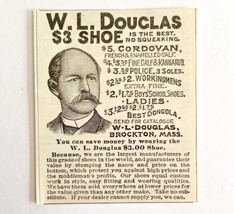 W. L. DOUGLAS
$3 SHOE IS THE BEST.
NO SQUEAKING.
$5. CORDOVAN,
FRENCH & ENAMELLED CALF.
$4.$3.50 FINE CALF & KANGAROO.
$3.50 POLICE, 3 SOLES.
$2.50 $2. WORKINGMENS
EXTRA FINE.
$2.$1.75 BOYS' SCHOOL SHOES.
LADIES
$3.$2.50 $2.$1.75
BEST DONGOLA.
SEND FOR CATALOGUE
W·L·DOUGLAS,
BROCKTON, MASS.
You can save money by wearing the
W. L. Douglas $3.00 Shoe.
Because, we are the largest manufacturers of
this grade of shoes in the world, and guarantee their
value by stamping the name and price on the
bottom, which protect you against high prices and
the middleman's profits. Our shoes equal custom
work in style, easy fitting and wearing qualities.
We have them sold everywhere at lower prices for
the value given than any other make. Take no sub-
stitute. If your dealer cannot supply you, we can.